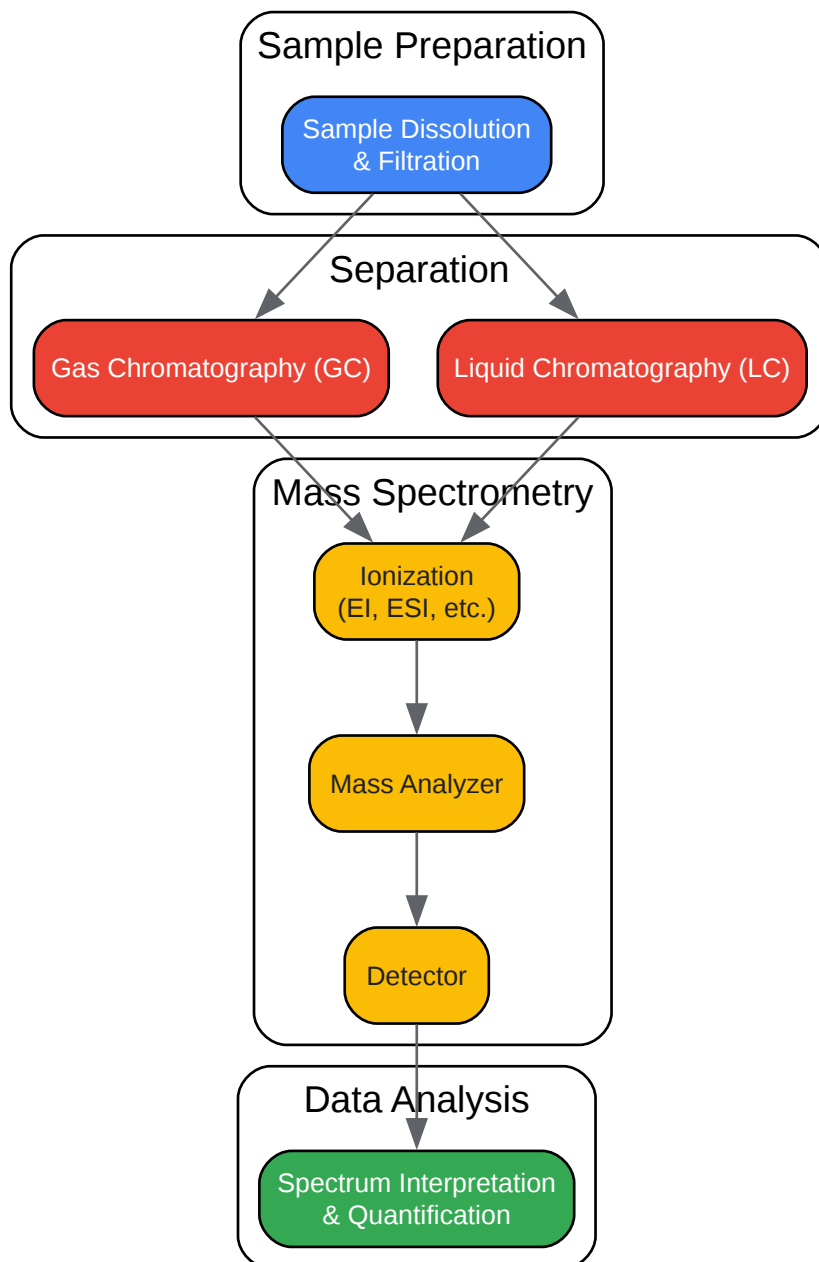 Sample Preparation
Sample Dissolution
& Filtration
Separation
Gas Chromatography (GC)
Liquid Chromatography (LC)
Mass Spectrometry
Ionization
(EI, ESI, etc.)
Mass Analyzer
Detector
Data Analysis
Spectrum Interpretation
& Quantification